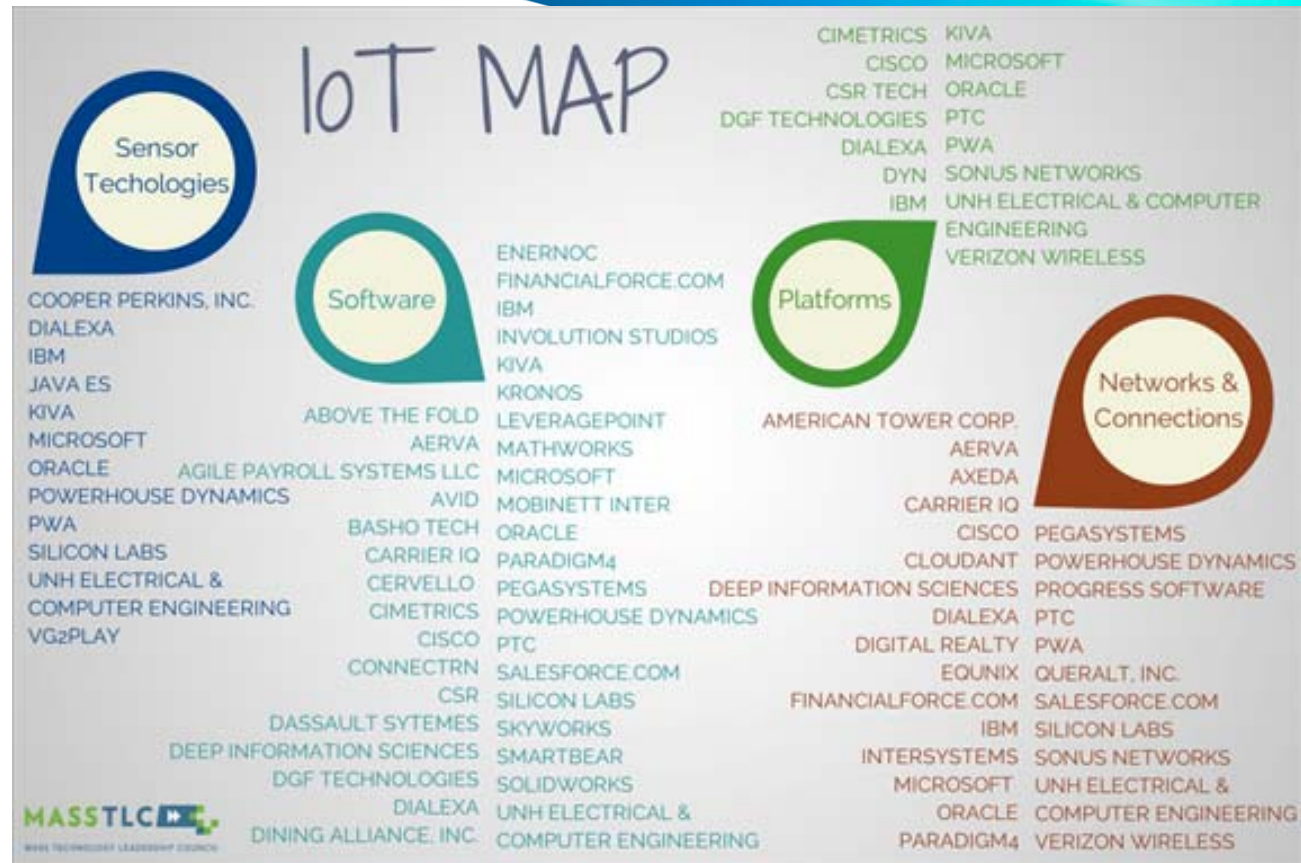 IoT MAP
Sensor
Techologies
COOPER PERKINS, INC.
DIALEXA
IBM
JAVA ES
KIVA
MICROSOFT
ORACLE
POWERHOUSE DYNAMICS
PWA
SILICON LABS
UNH ELECTRICAL &
COMPUTER ENGINEERING
VG2PLAY
Software
ABOVE THE FOLD
AERVA
AGILE PAYROLL SYSTEMS LLC
AVID
BASHO TECH
CARRIER IQ
CERVELLO
CIMETRICS
CISCO
CONNECTRN
CSR
DASSAULT SYTEMES
DEEP INFORMATION SCIENCES
DGF TECHNOLOGIES
DIALEXA
DINING ALLIANCE, INC.
ENERNOC
FINANCIALFORCE.COM
IBM
INVOLUTION STUDIOS
KIVA
KRONOS
LEVERAGEPOINT
MATHWORKS
MICROSOFT
MOBINETT INTER
ORACLE
PARADIGM4
PEGASYSTEMS
POWERHOUSE DYNAMICS
PTC
SALESFORCE.COM
SILICON LABS
SKYWORKS
SMARTBEAR
SOLIDWORKS
UNH ELECTRICAL &
COMPUTER ENGINEERING
CIMETRICS
CISCO
CSR TECH
DGF TECHNOLOGIES
DIALEXA
DYN
IBM
KIVA
MICROSOFT
ORACLE
PTC
PWA
SONUS NETWORKS
UNH ELECTRICAL & COMPUTER
ENGINEERING
VERIZON WIRELESS
Platforms
Networks &
Connections
AMERICAN TOWER CORP.
AERVA
AXEDA
CARRIER IQ
CISCO
CLOUDANT
DEEP INFORMATION SCIENCES
DIALEXA
DIGITAL REALTY
EQUNIX
FINANCIALFORCE.COM
IBM
INTERSYSTEMS
MICROSOFT
ORACLE
PARADIGM4
PEGASYSTEMS
POWERHOUSE DYNAMICS
PROGRESS SOFTWARE
PTC
PWA
QUERALT, INC.
SALESFORCE.COM
SILICON LABS
SONUS NETWORKS
UNH ELECTRICAL &
COMPUTER ENGINEERING
VERIZON WIRELESS
MASSTLC
MASS TECHNOLOGY LEADERSHIP COUNCIL